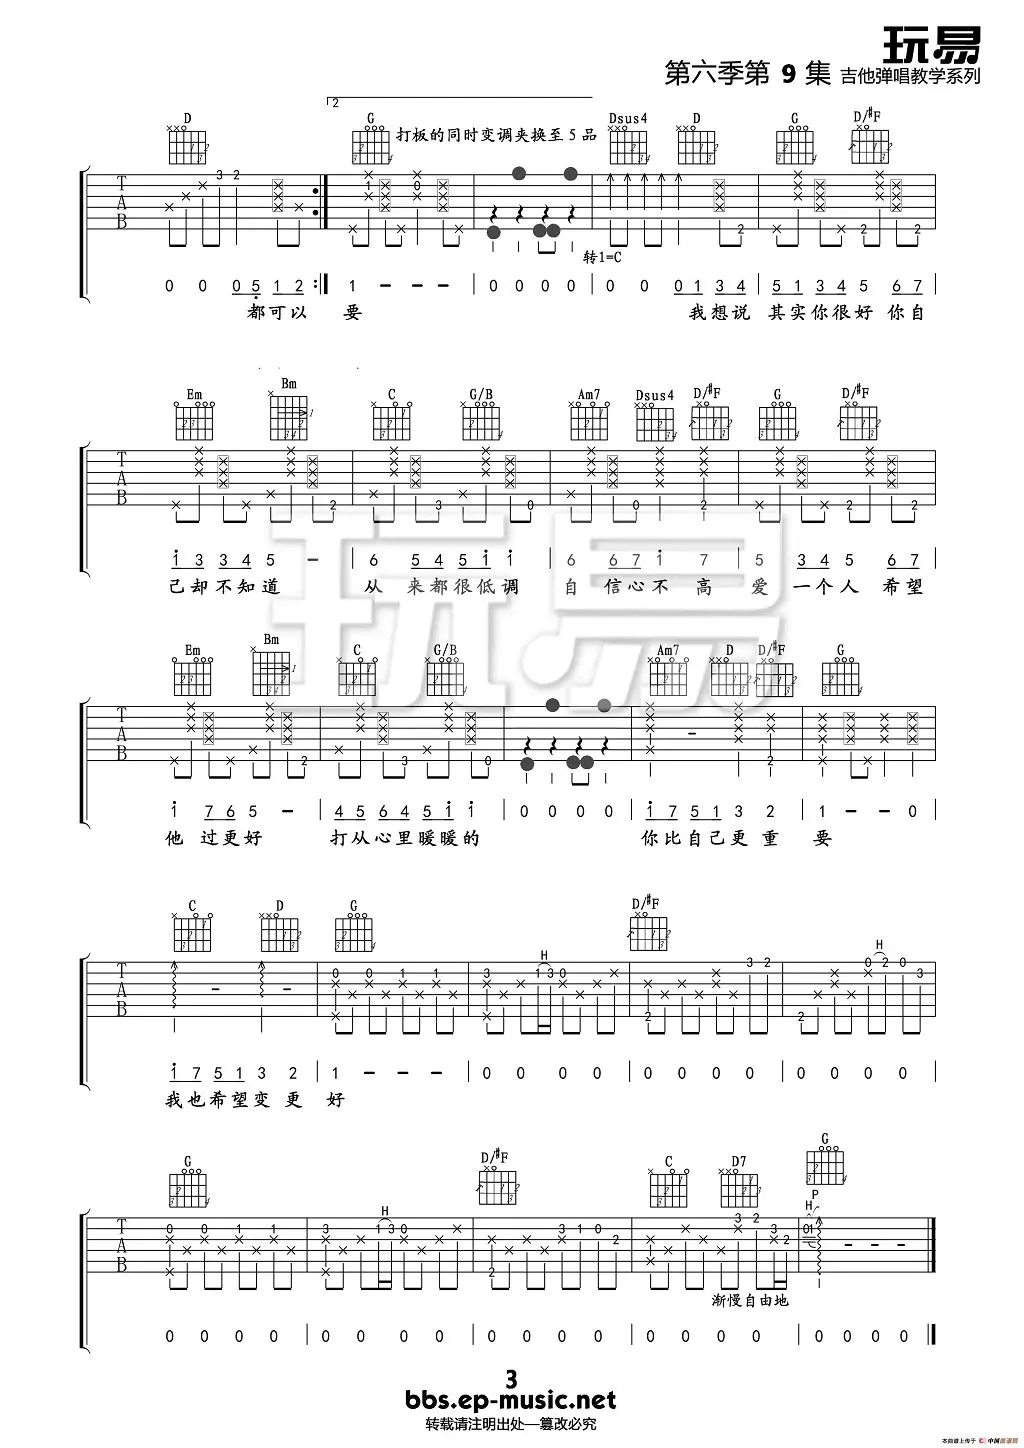 玩易
第六季第 9 集 吉他弹唱教学系列
2
D G 打板的同时变调夹换至5品 Dsus4 D G D/#F
转1=C
0 0 0 5 1 2 :‖ 1 - - - | 0 0 0 0 | 0 0 0 1 3 4 | 5 1 3 4 5 6 7
都可以 要 我想说 其实你很好 你自
Em Bm C G/B Am7 Dsus4 D/#F G D/#F
1 3 3 4 5 - | 6 5 4 5 1 1 | 6 6 7 1 7 | 5 3 4 5 6 7
己却不知道 从 来都很低调 自 信心不 高 爱 一个人 希望
Em Bm C G/B Am7 D D/#F G
1 7 6 5 - | 4 5 6 4 5 1 1 | 0 0 0 0 | 1 7 5 1 3 2 | 1 - - 0
他 过更好 打从心里暖暖的 你比自己更重 要
C D G D/#F
H H
1 7 5 1 3 2 | 1 - - - | 0 0 0 0 | 0 0 0 0 | 0 0 0 0
我也希望变更 好
G D/#F C D7 G
H H P
渐慢自由地
0 0 0 0 | 0 0 0 0 | 0 0 0 0 | 0 0 0 0 | 0 0 0 0
3
bbs.ep-music.net
转载请注明出处—篡改必究
本曲谱上传于 中国曲谱网